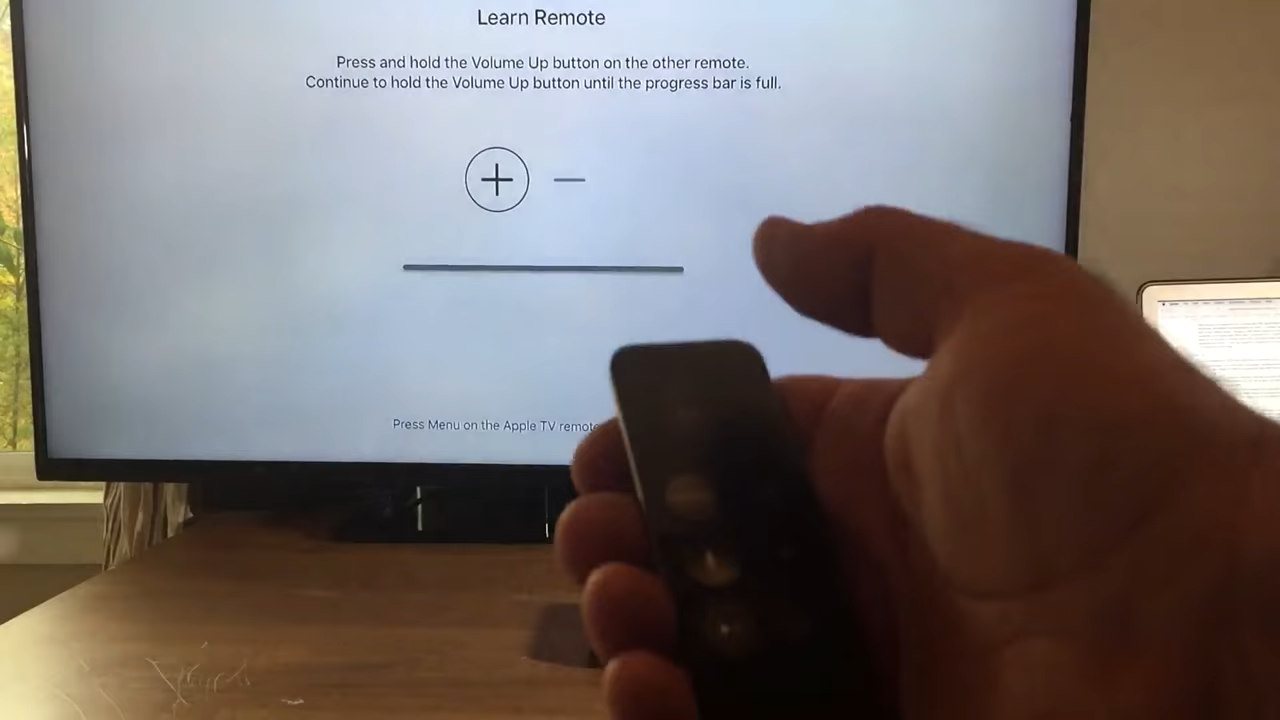 Learn Remote
Press and hold the Volume Up button on the other remote.
Continue to hold the Volume Up button until the progress bar is full.
Press Menu on the Apple TV remote